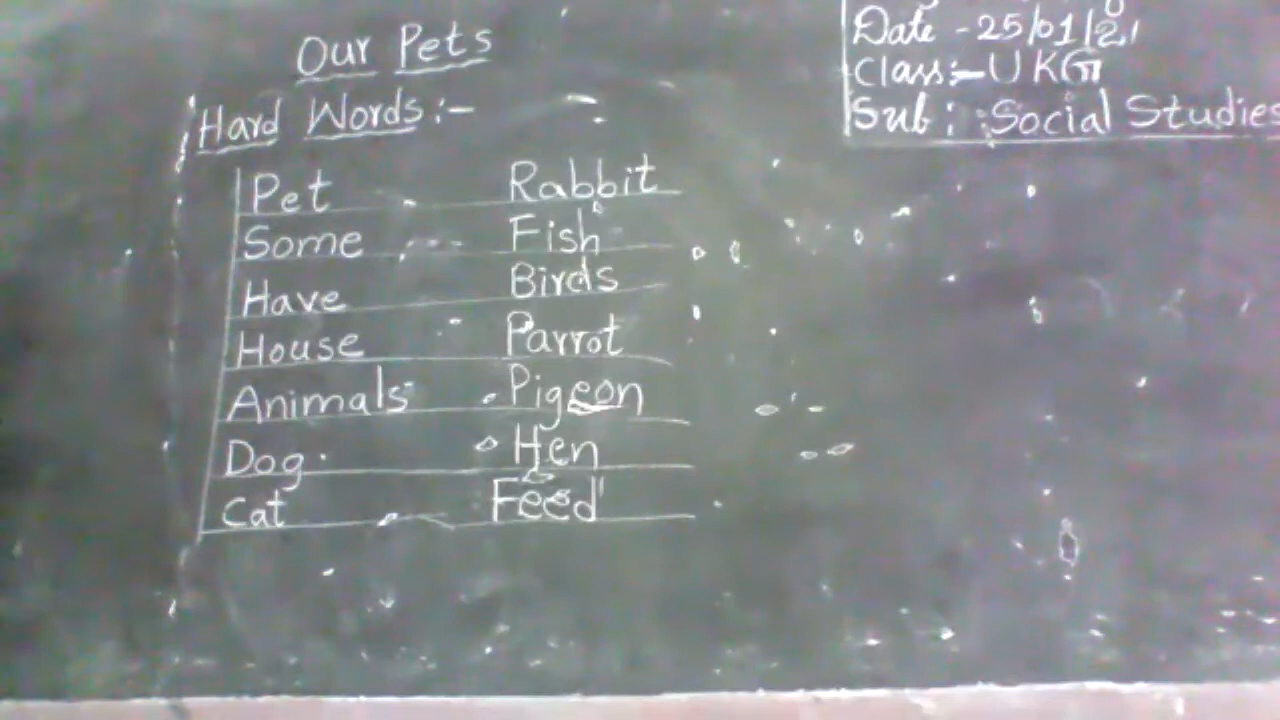 Our Pets
Date - 25/01/21
Class:- UKG
Sub : Social Studies
Hard Words:-
Pet Rabbit
Some Fish
Have Birds
House Parrot
Animals Pigeon
Dog Hen
Cat Feed